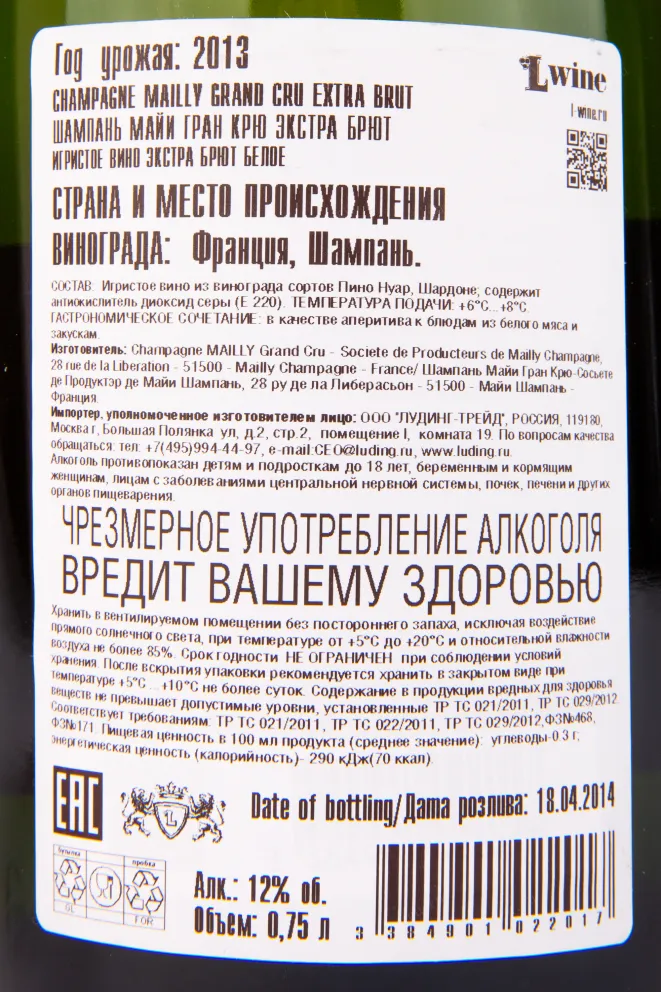 Год урожая: 2013
Lwine
CHAMPAGNE MAILLY GRAND CRU EXTRA BRUT
l-wine.ru
ШАМПАНЬ МАЙИ ГРАН КРЮ ЭКСТРА БРЮТ
ИГРИСТОЕ ВИНО ЭКСТРА БРЮТ БЕЛОЕ
СТРАНА И МЕСТО ПРОИСХОЖДЕНИЯ
ВИНОГРАДА: Франция, Шампань.
СОСТАВ: Игристое вино из винограда сортов Пино Нуар, Шардоне; содержит
антиокислитель диоксид серы (Е 220). ТЕМПЕРАТУРА ПОДАЧИ: +6°С...+8°С.
ГАСТРОНОМИЧЕСКОЕ СОЧЕТАНИЕ: в качестве аперитива к блюдам из белого мяса и
закускам.
Изготовитель: Champagne MAILLY Grand Cru - Societe de Producteurs de Mailly Champagne,
28 rue de la Liberation - 51500 - Mailly Champagne - France/ Шампань Майи Гран Крю-Сосьете
де Продуктэр де Майи Шампань, 28 ру де ла Либерасьон - 51500 - Майи Шампань -
Франция.
Импортер, уполномоченное изготовителем лицо: ООО "ЛУДИНГ-ТРЕЙД", РОССИЯ, 119180,
Москва г, Большая Полянка ул, д.2, стр.2, помещение I, комната 19. По вопросам качества
обращаться: тел: +7(495)994-44-97, e-mail:CEO@luding.ru, www.luding.ru.
Алкоголь противопоказан детям и подросткам до 18 лет, беременным и кормящим
женщинам, лицам с заболеваниями центральной нервной системы, почек, печени и других
органов пищеварения.
ЧРЕЗМЕРНОЕ УПОТРЕБЛЕНИЕ АЛКОГОЛЯ
ВРЕДИТ ВАШЕМУ ЗДОРОВЬЮ
Хранить в вентилируемом помещении без постороннего запаха, исключая воздействие
прямого солнечного света, при температуре от +5°С до +20°С и относительной влажности
воздуха не более 85%. Срок годности НЕ ОГРАНИЧЕН при соблюдении условий
хранения. После вскрытия упаковки рекомендуется хранить в закрытом виде при
температуре +5°С...+10°С не более суток. Содержание в продукции вредных для здоровья
веществ не превышает допустимые уровни, установленные ТР ТС 021/2011, ТР ТС 029/2012.
Соответствует требованиям: ТР ТС 021/2011, ТР ТС 022/2011, ТР ТС 029/2012,ФЗ№468,
ФЗ№171. Пищевая ценность в 100 мл продукта (среднее значение): углеводы-0.3 г;
энергетическая ценность (калорийность)- 290 кДж(70 ккал).
EAC
LL
Date of bottling/Дата розлива: 18.04.2014
бутылка
пробка
GL
FOR
Алк.: 12% об.
Объем: 0,75 л
3 384901 022017